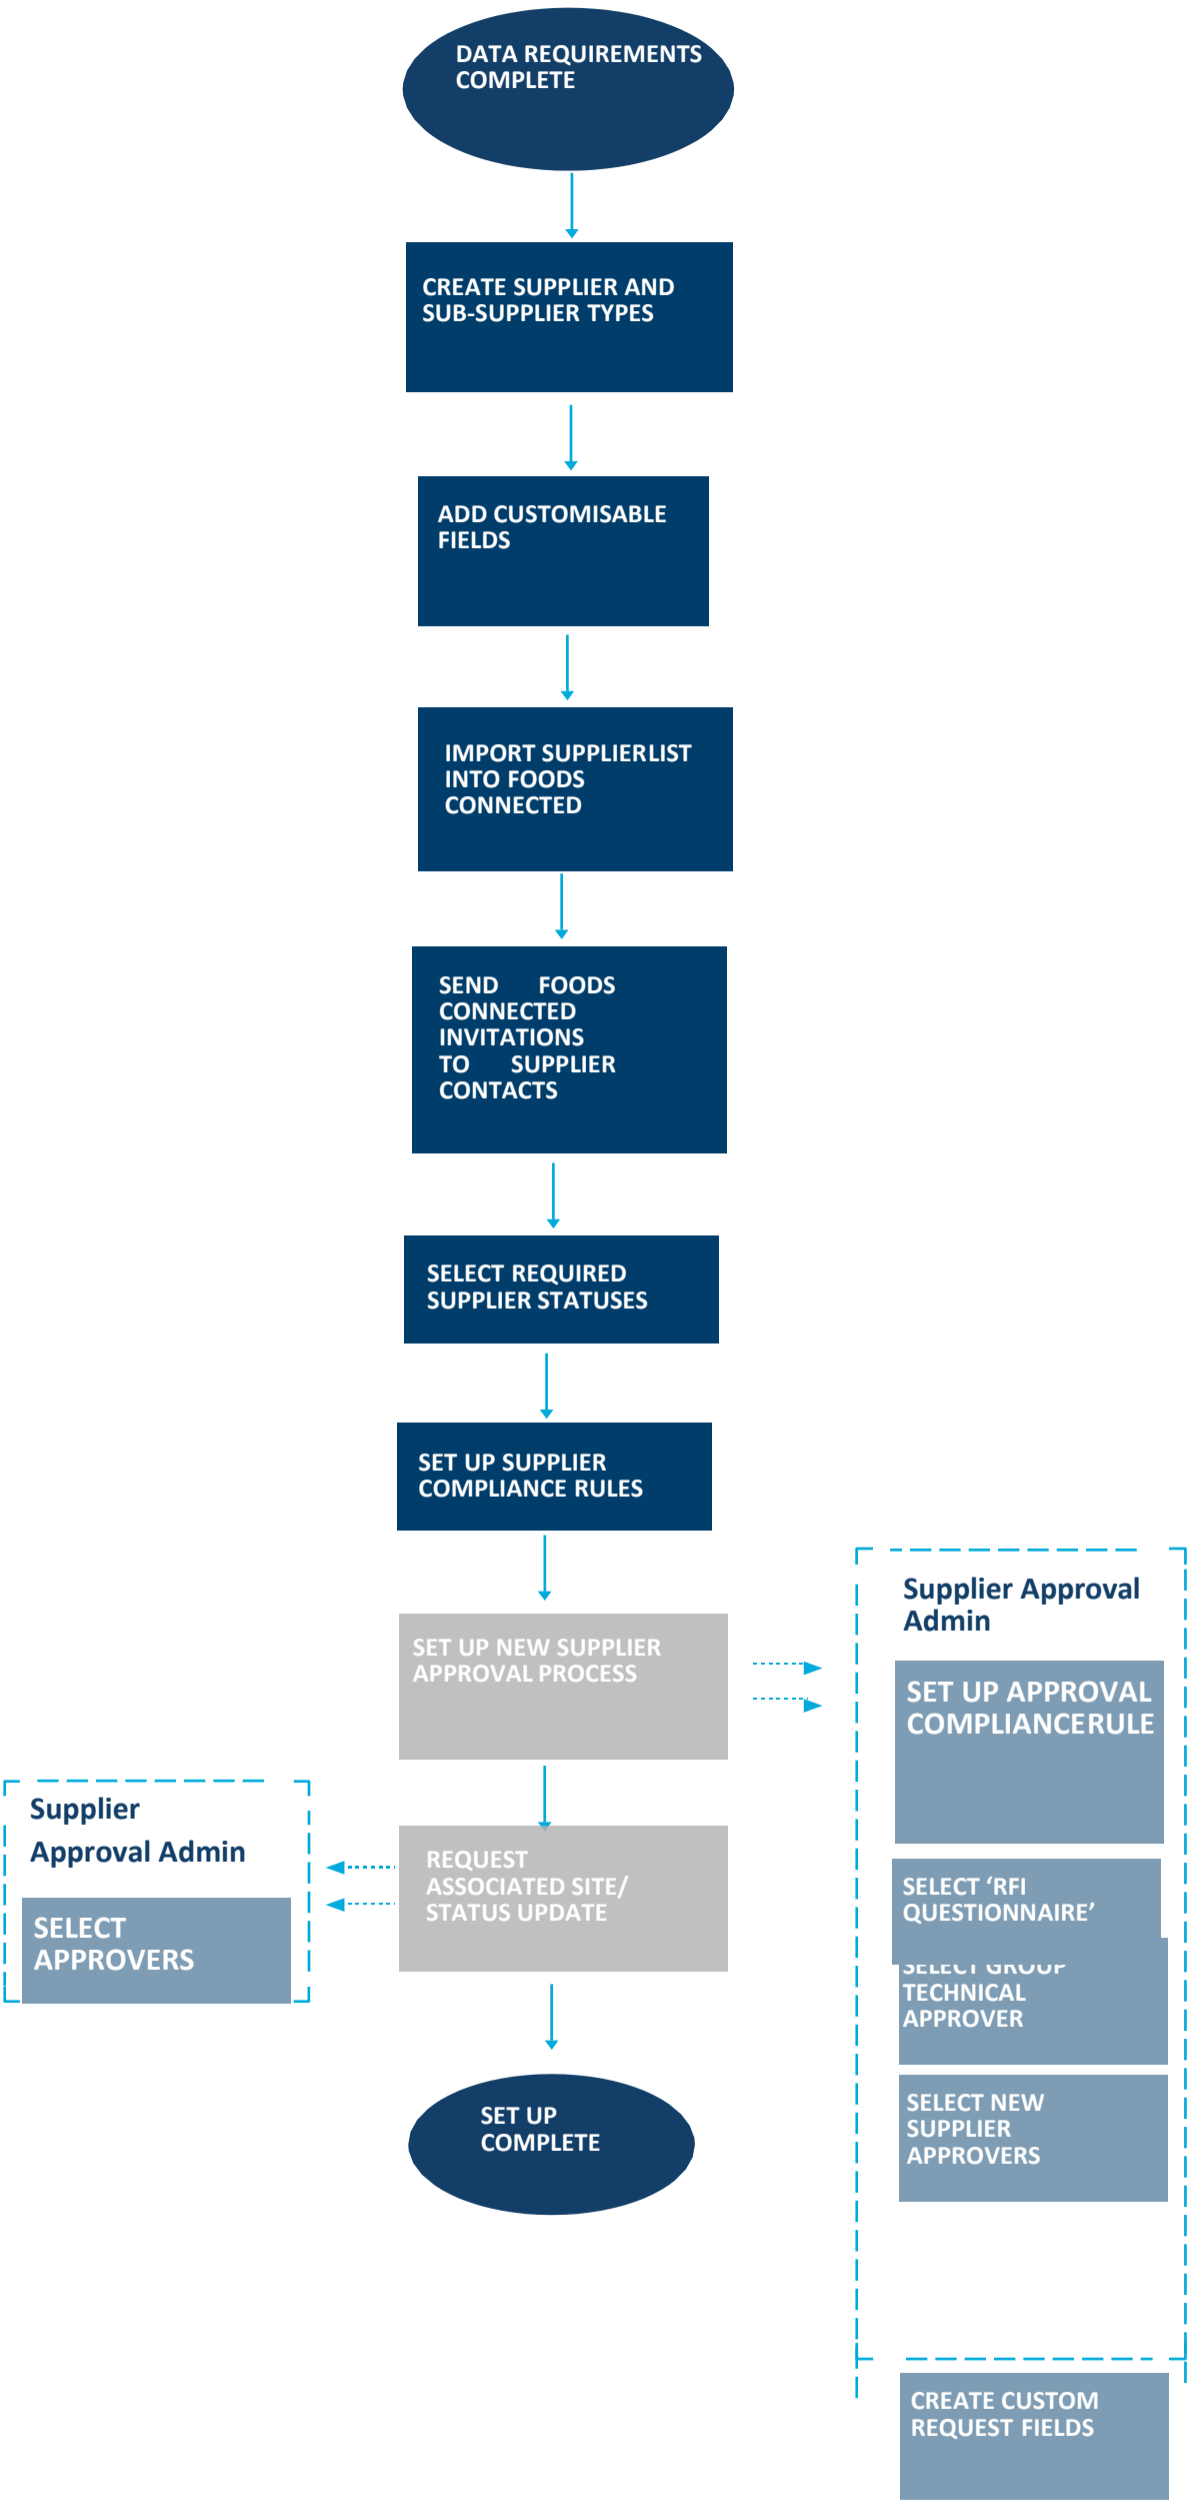 DATA REQUIREMENTS
COMPLETE
CREATE SUPPLIER AND
SUB-SUPPLIER TYPES
ADD CUSTOMISABLE
FIELDS
IMPORT SUPPLIERLIST
INTO FOODS
CONNECTED
SEND FOODS
CONNECTED
INVITATIONS
TO SUPPLIER
CONTACTS
SELECT REQUIRED
SUPPLIER STATUSES
SET UP SUPPLIER
COMPLIANCE RULES
SET UP NEW SUPPLIER
APPROVAL PROCESS
Supplier Approval
Admin
SET UP APPROVAL
COMPLIANCERULE
SELECT ‘RFI
QUESTIONNAIRE’
SELECT GROUP
TECHNICAL
APPROVER
SELECT NEW
SUPPLIER
APPROVERS
CREATE CUSTOM
REQUEST FIELDS
REQUEST
ASSOCIATED SITE/
STATUS UPDATE
Supplier
Approval Admin
SELECT
APPROVERS
SET UP
COMPLETE